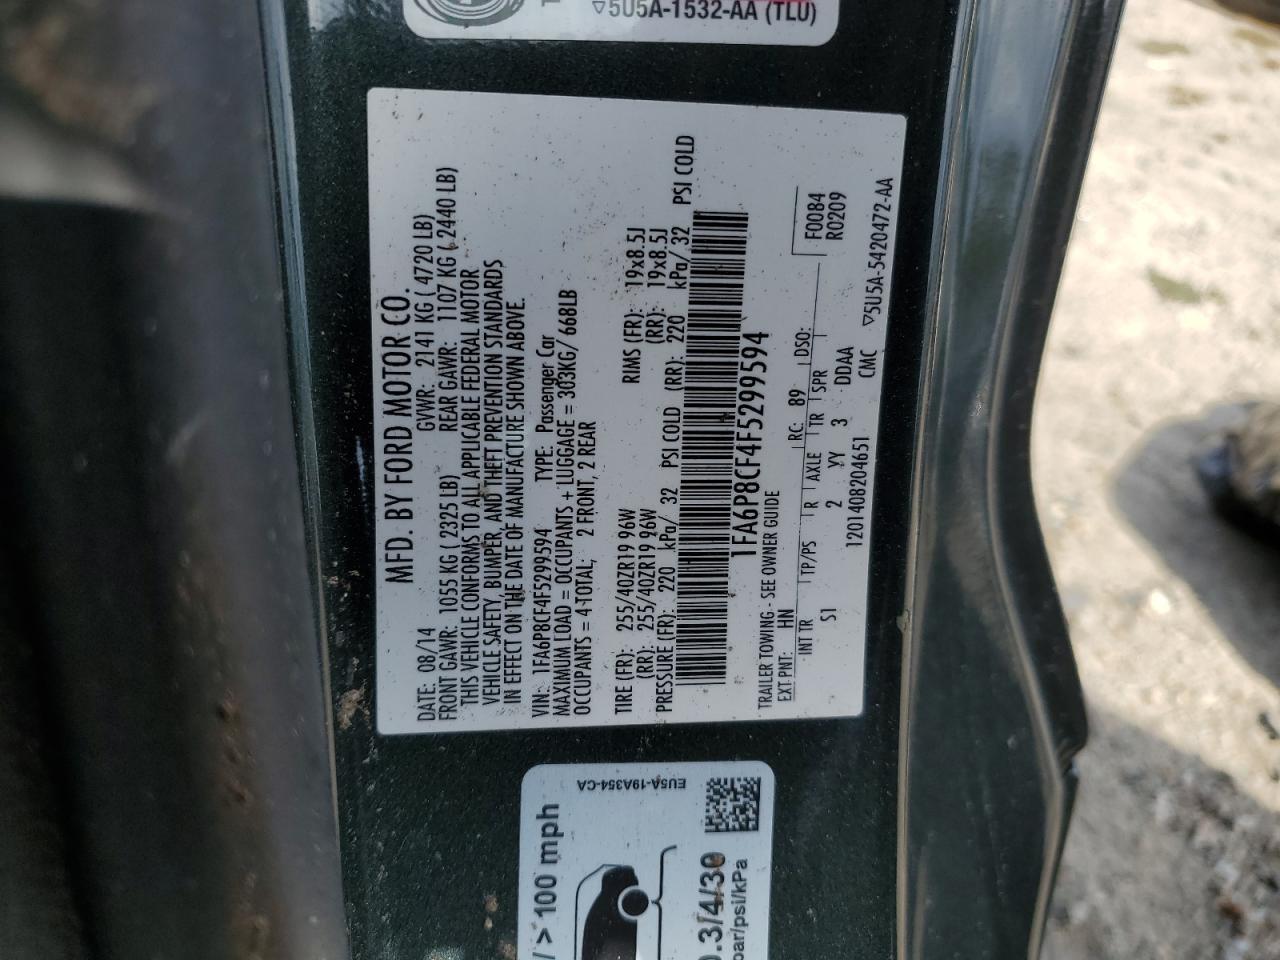 5U5A-1532-AA (TLU)
MFD. BY FORD MOTOR CO.
DATE: 08/14 GVWR: 2141 KG ( 4720 LB)
FRONT GAWR: 1055 KG ( 2325 LB) REAR GAWR: 1107 KG ( 2440 LB)
THIS VEHICLE CONFORMS TO ALL APPLICABLE FEDERAL MOTOR
VEHICLE SAFETY, BUMPER, AND THEFT PREVENTION STANDARDS
IN EFFECT ON THE DATE OF MANUFACTURE SHOWN ABOVE.
VIN: 1FA6P8CF4F5299594 TYPE: Passenger Car
MAXIMUM LOAD = OCCUPANTS + LUGGAGE = 303KG/ 668LB
OCCUPANTS = 4 TOTAL; 2 FRONT, 2 REAR
TIRE (FR): 255/40ZR19 96W RIMS (FR): 19x8.5J
(RR): 255/40ZR19 96W (RR): 19x8.5J
PRESSURE (FR): 220 kPa/ 32 PSI COLD (RR): 220 kPa/ 32 PSI COLD
1FA6P8CF4F5299594
TRAILER TOWING - SEE OWNER GUIDE
EXT PNT: HN RC: 89 DSO: F0084
INT TR TP/PS R AXLE TR SPR R0209
S1 2 YY 3 DDAA
1201408204651 CMC ▽5U5A-5420472-AA
EU5A-19A354-CA
/ > 100 mph
0.3/4/30
bar/psi/kPa